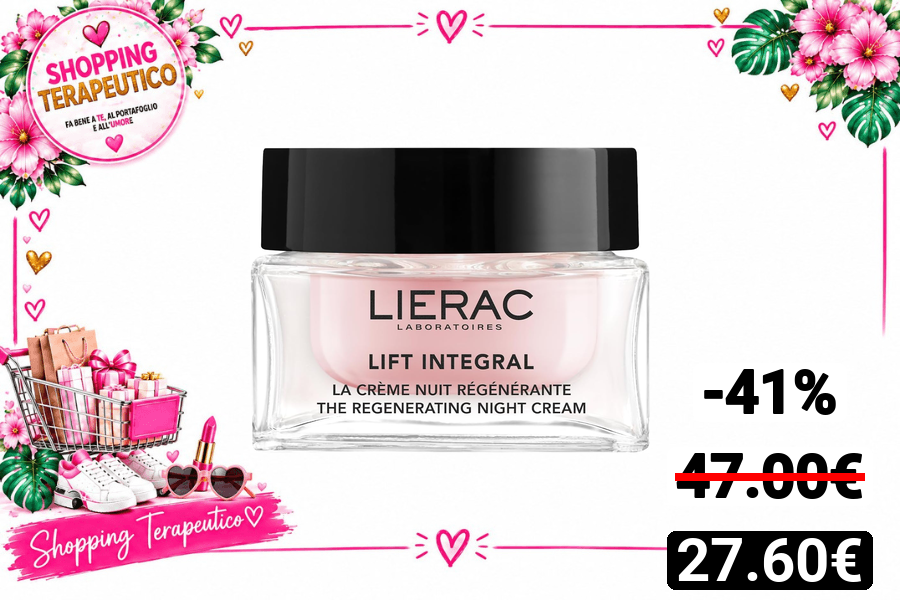 SHOPPING
TERAPEUTICO
FA BENE A TE, AL PORTAFOGLIO
E ALL'UMORE
LIERAC
LABORATOIRES
LIFT INTEGRAL
LA CRÈME NUIT RÉGÉNÉRANTE
THE REGENERATING NIGHT CREAM
-41%
47.00€
27.60€
Shopping Terapeutico